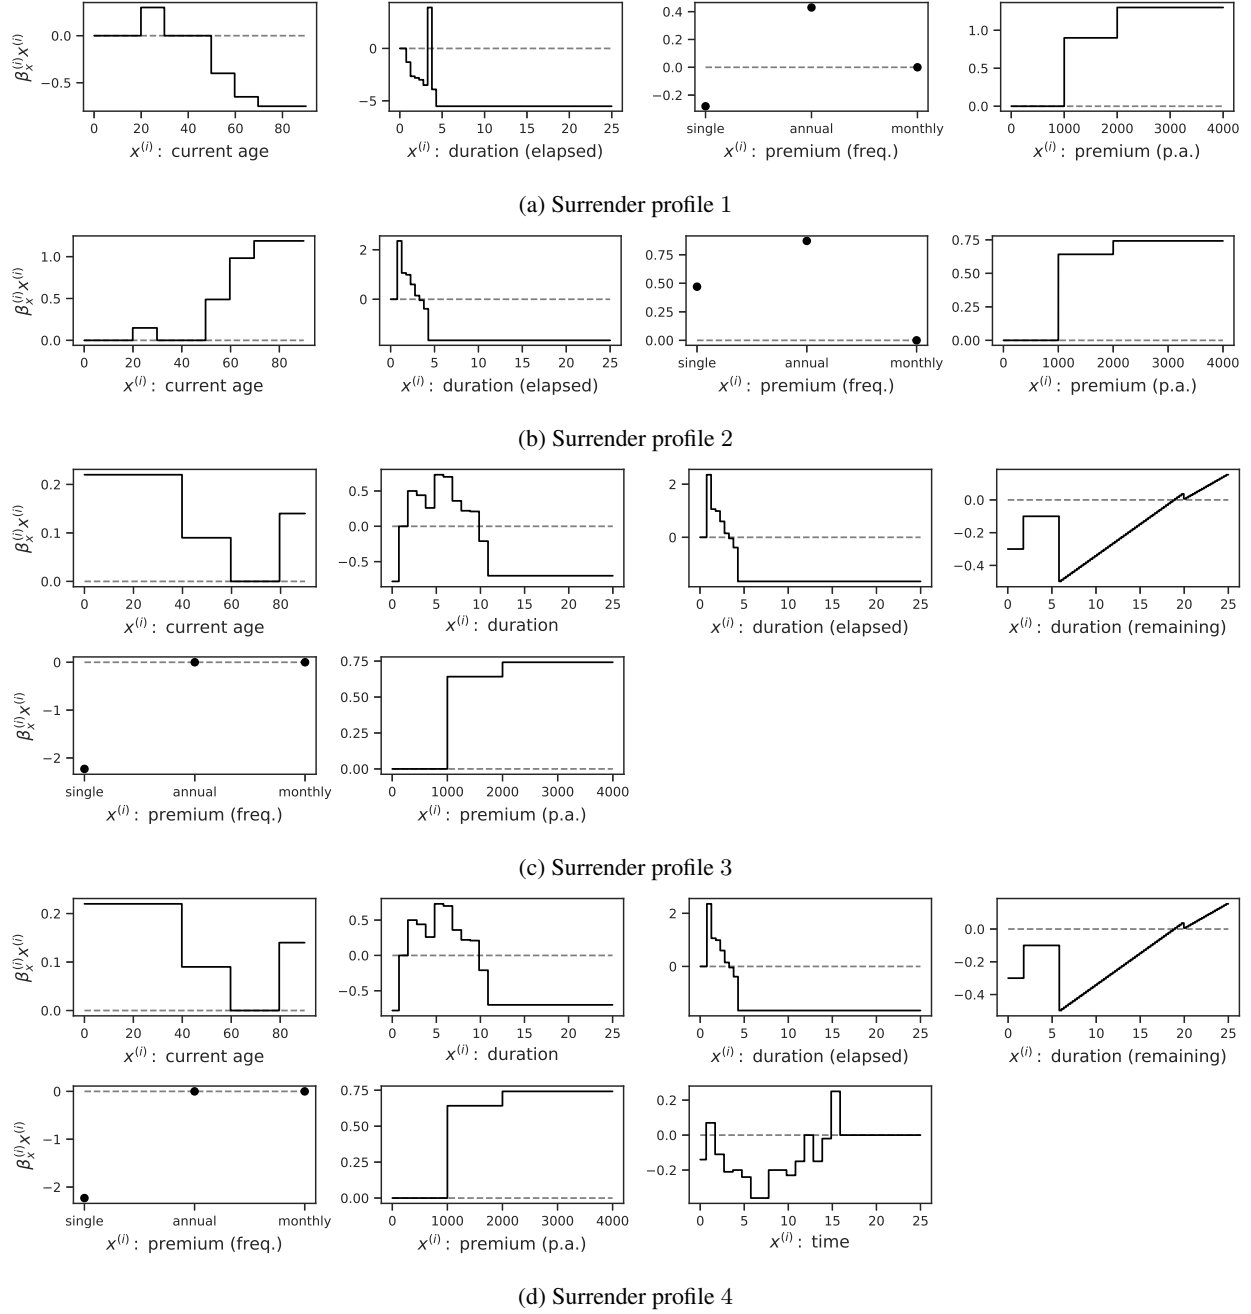 0.0
−0.5
β_x^(i) x^(i)
0 20 40 60 80
x^(i) : current age
0
−5
0 5 10 15 20 25
x^(i) : duration (elapsed)
0.4
0.2
0.0
−0.2
single annual monthly
x^(i) : premium (freq.)
1.0
0.5
0.0
0 1000 2000 3000 4000
x^(i) : premium (p.a.)
(a) Surrender profile 1
1.0
0.5
0.0
β_x^(i) x^(i)
0 20 40 60 80
x^(i) : current age
2
0
0 5 10 15 20 25
x^(i) : duration (elapsed)
0.75
0.50
0.25
0.00
single annual monthly
x^(i) : premium (freq.)
0.75
0.50
0.25
0.00
0 1000 2000 3000 4000
x^(i) : premium (p.a.)
(b) Surrender profile 2
0.2
0.1
0.0
β_x^(i) x^(i)
0 20 40 60 80
x^(i) : current age
0.5
0.0
−0.5
0 5 10 15 20 25
x^(i) : duration
2
0
0 5 10 15 20 25
x^(i) : duration (elapsed)
0.0
−0.2
−0.4
0 5 10 15 20 25
x^(i) : duration (remaining)
0
−1
−2
β_x^(i) x^(i)
single annual monthly
x^(i) : premium (freq.)
0.75
0.50
0.25
0.00
0 1000 2000 3000 4000
x^(i) : premium (p.a.)
(c) Surrender profile 3
0.2
0.1
0.0
β_x^(i) x^(i)
0 20 40 60 80
x^(i) : current age
0.5
0.0
−0.5
0 5 10 15 20 25
x^(i) : duration
2
0
0 5 10 15 20 25
x^(i) : duration (elapsed)
0.0
−0.2
−0.4
0 5 10 15 20 25
x^(i) : duration (remaining)
0
−1
−2
β_x^(i) x^(i)
single annual monthly
x^(i) : premium (freq.)
0.75
0.50
0.25
0.00
0 1000 2000 3000 4000
x^(i) : premium (p.a.)
0.2
0.0
−0.2
0 5 10 15 20 25
x^(i) : time
(d) Surrender profile 4